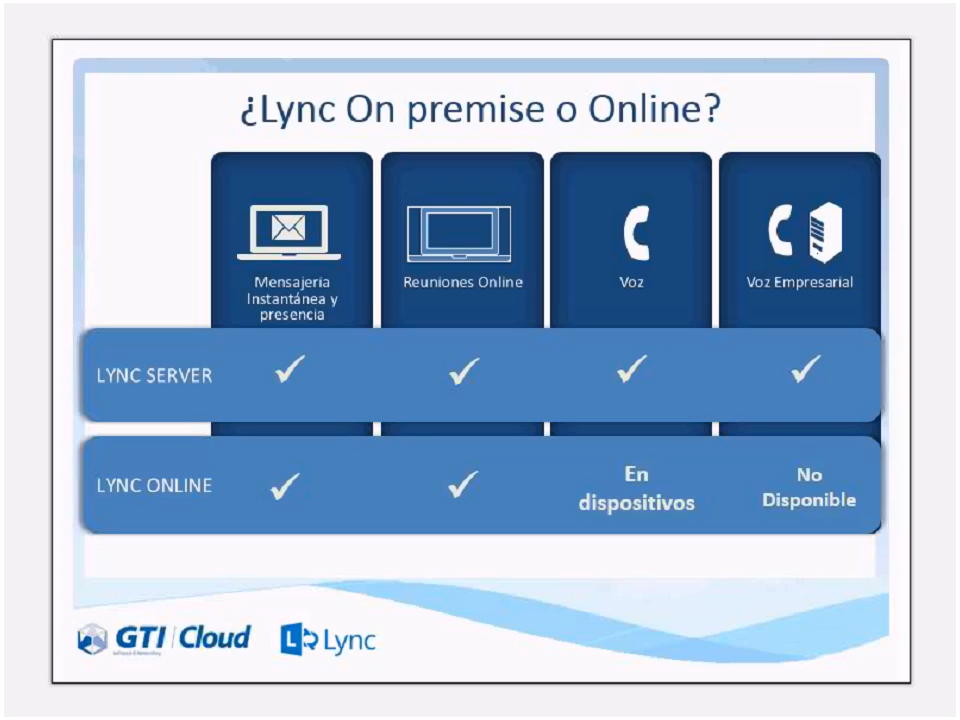 ¿Lync On premise o Online?
Mensajería
Instantánea y
presencia
Reuniones Online
Voz
Voz Empresarial
LYNC SERVER
LYNC ONLINE
En
dispositivos
No
Disponible
GTI Cloud
Lync